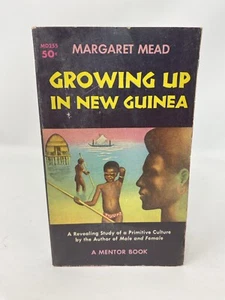 MD255
50¢
MARGARET MEAD
GROWING UP
IN NEW GUINEA
A Revealing Study of a Primitive Culture
by the Author of Male and Female
A MENTOR BOOK